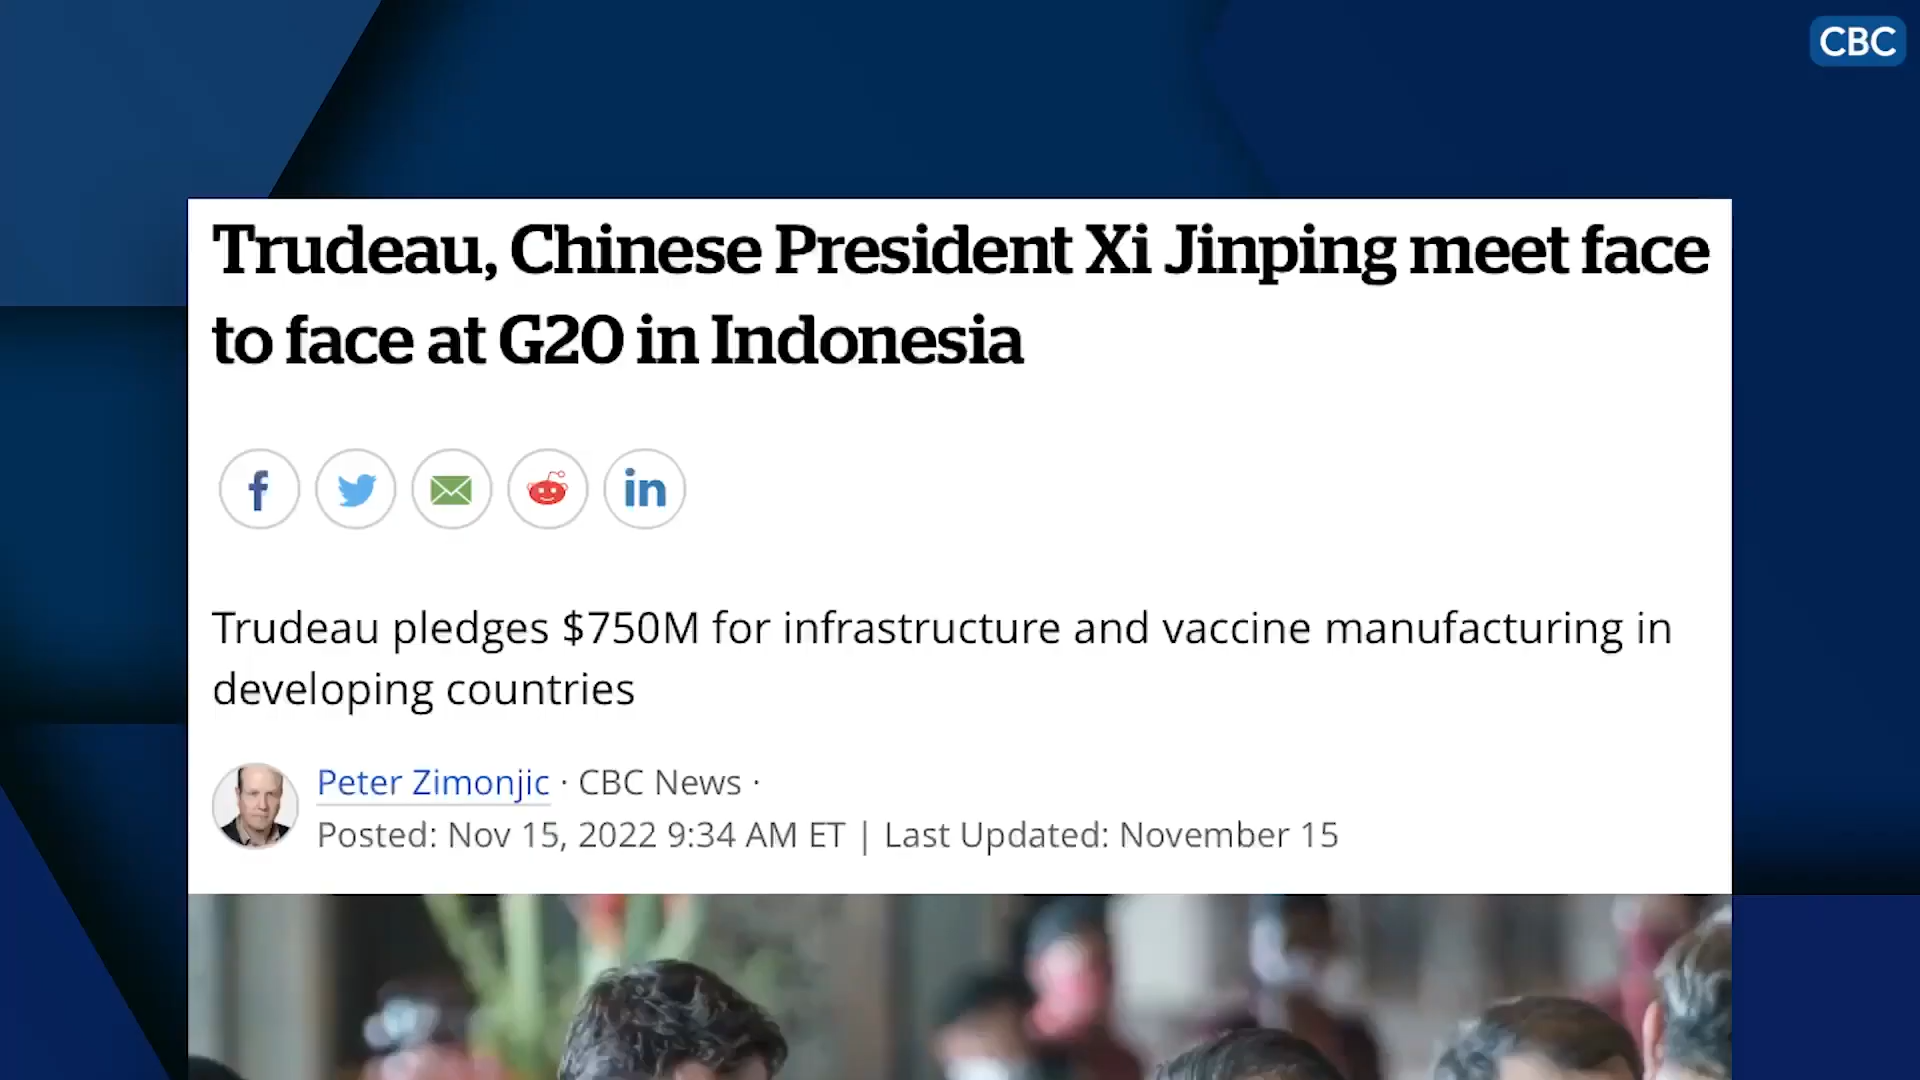 CBC
Trudeau, Chinese President Xi Jinping meet face
to face at G20 in Indonesia
f
in
Trudeau pledges $750M for infrastructure and vaccine manufacturing in
developing countries
Peter Zimonjic · CBC News ·
Posted: Nov 15, 2022 9:34 AM ET | Last Updated: November 15